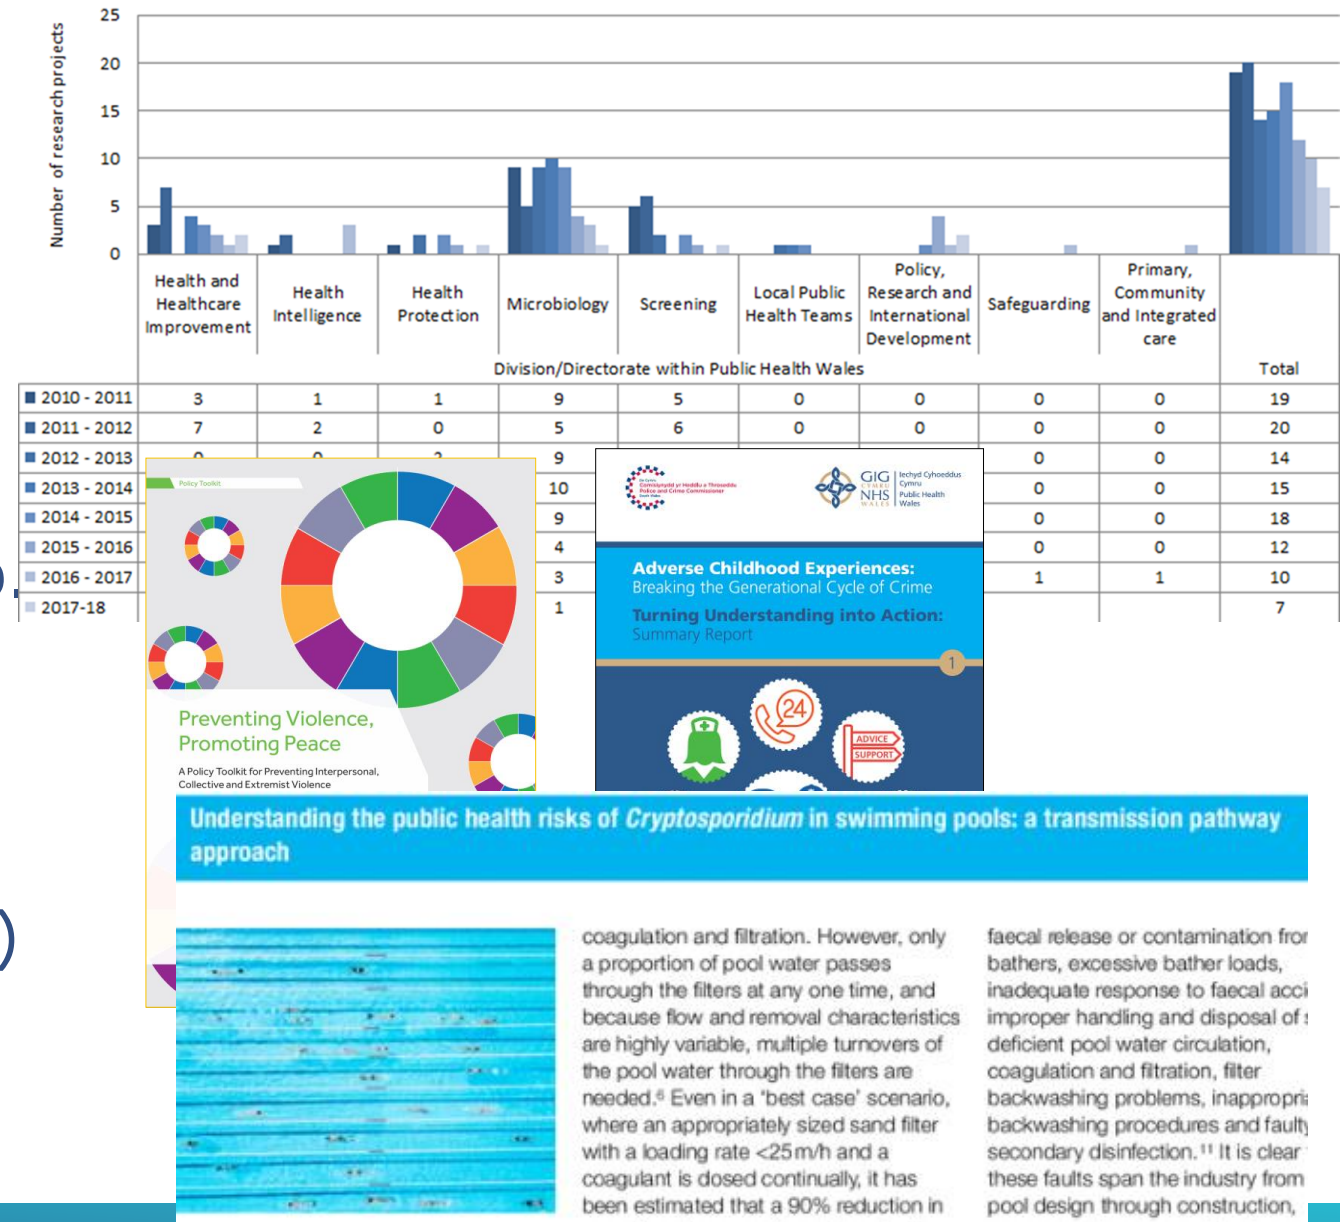 Number of research projects
25
20
15
10
5
0
Health and Healthcare Improvement
Health Intelligence
Health Protection
Microbiology
Screening
Local Public Health Teams
Policy, Research and International Development
Safeguarding
Primary, Community and Integrated care
Division/Directorate within Public Health Wales Total
2010 - 2011 3 1 1 9 5 0 0 0 0 19
2011 - 2012 7 2 0 5 6 0 0 0 0 20
2012 - 2013 9 0 0 14
2013 - 2014 10 0 0 15
2014 - 2015 9 0 0 18
2015 - 2016 4 0 0 12
2016 - 2017 3 1 1 10
2017-18 1 7
Policy Toolkit
Preventing Violence,
Promoting Peace
A Policy Toolkit for Preventing Interpersonal,
Collective and Extremist Violence
Comisiynydd yr Heddlu a Throseddu
Police and Crime Commissioner
GIG
CYMRU
NHS
WALES
Iechyd Cyhoeddus
Cymru
Public Health
Wales
Adverse Childhood Experiences:
Breaking the Generational Cycle of Crime
Turning Understanding into Action:
Summary Report
1
24
ADVICE
SUPPORT
Understanding the public health risks of Cryptosporidium in swimming pools: a transmission pathway
approach
coagulation and filtration. However, only
a proportion of pool water passes
through the filters at any one time, and
because flow and removal characteristics
are highly variable, multiple turnovers of
the pool water through the filters are
needed.⁶ Even in a 'best case' scenario,
where an appropriately sized sand filter
with a loading rate <25 m/h and a
coagulant is dosed continually, it has
been estimated that a 90% reduction in
faecal release or contamination from
bathers, excessive bather loads,
inadequate response to faecal acci
improper handling and disposal of
deficient pool water circulation,
coagulation and filtration, filter
backwashing problems, inappropria
backwashing procedures and faulty
secondary disinfection.¹¹ It is clear
these faults span the industry from
pool design through construction,